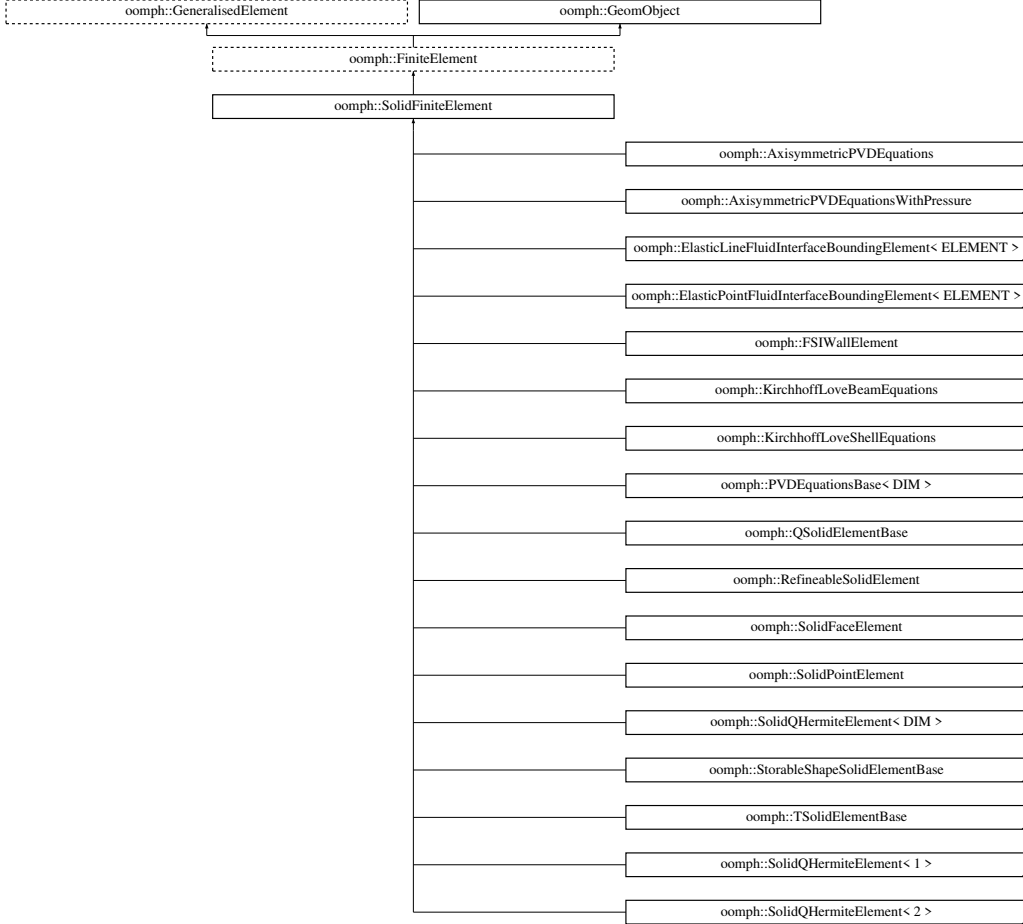 oomph::GeneralisedElement
oomph::GeomObject
oomph::FiniteElement
oomph::SolidFiniteElement
oomph::AxisymmetricPVDEquations
oomph::AxisymmetricPVDEquationsWithPressure
oomph::ElasticLineFluidInterfaceBoundingElement< ELEMENT >
oomph::ElasticPointFluidInterfaceBoundingElement< ELEMENT >
oomph::FSIWallElement
oomph::KirchhoffLoveBeamEquations
oomph::KirchhoffLoveShellEquations
oomph::PVDEquationsBase< DIM >
oomph::QSolidElementBase
oomph::RefineableSolidElement
oomph::SolidFaceElement
oomph::SolidPointElement
oomph::SolidQHermiteElement< DIM >
oomph::StorableShapeSolidElementBase
oomph::TSolidElementBase
oomph::SolidQHermiteElement< 1 >
oomph::SolidQHermiteElement< 2 >